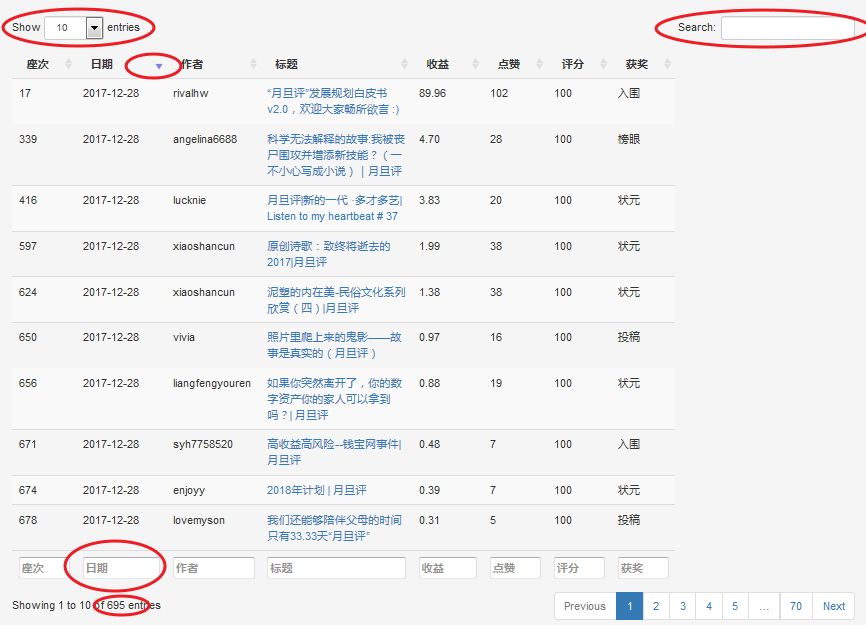 Show 10 entries Search:
座次 日期 作者 标题 收益 点赞 评分 获奖
17 2017-12-28 rivalhw “月旦评”发展规划白皮书 89.96 102 100 入围
v2.0，欢迎大家畅所欲言 :)
339 2017-12-28 angelina6688 科学无法解释的故事:我被丧 4.70 28 100 榜眼
尸围攻并增添新技能？（一
不小心写成小说）｜月旦评
416 2017-12-28 lucknie 月旦评|新的一代 ·多才多艺| 3.83 20 100 状元
Listen to my heartbeat # 37
597 2017-12-28 xiaoshancun 原创诗歌：致终将逝去的 1.99 38 100 状元
2017|月旦评
624 2017-12-28 xiaoshancun 泥塑的内在美-民俗文化系列 1.38 38 100 状元
欣赏（四）|月旦评
650 2017-12-28 vivia 照片里爬上来的鬼影——故 0.97 16 100 投稿
事是真实的（月旦评）
656 2017-12-28 liangfengyouren 如果你突然离开了，你的数 0.88 19 100 状元
字资产你的家人可以拿到
吗？| 月旦评
671 2017-12-28 syh7758520 高收益高风险--钱宝网事件| 0.48 7 100 入围
月旦评
674 2017-12-28 enjoyy 2018年计划 | 月旦评 0.39 7 100 状元
678 2017-12-28 lovemyson 我们还能够陪伴父母的时间 0.31 5 100 投稿
只有33.33天“月旦评”
座次 日期 作者 标题 收益 点赞 评分 获奖
Showing 1 to 10 of 695 entries Previous 1 2 3 4 5 … 70 Next